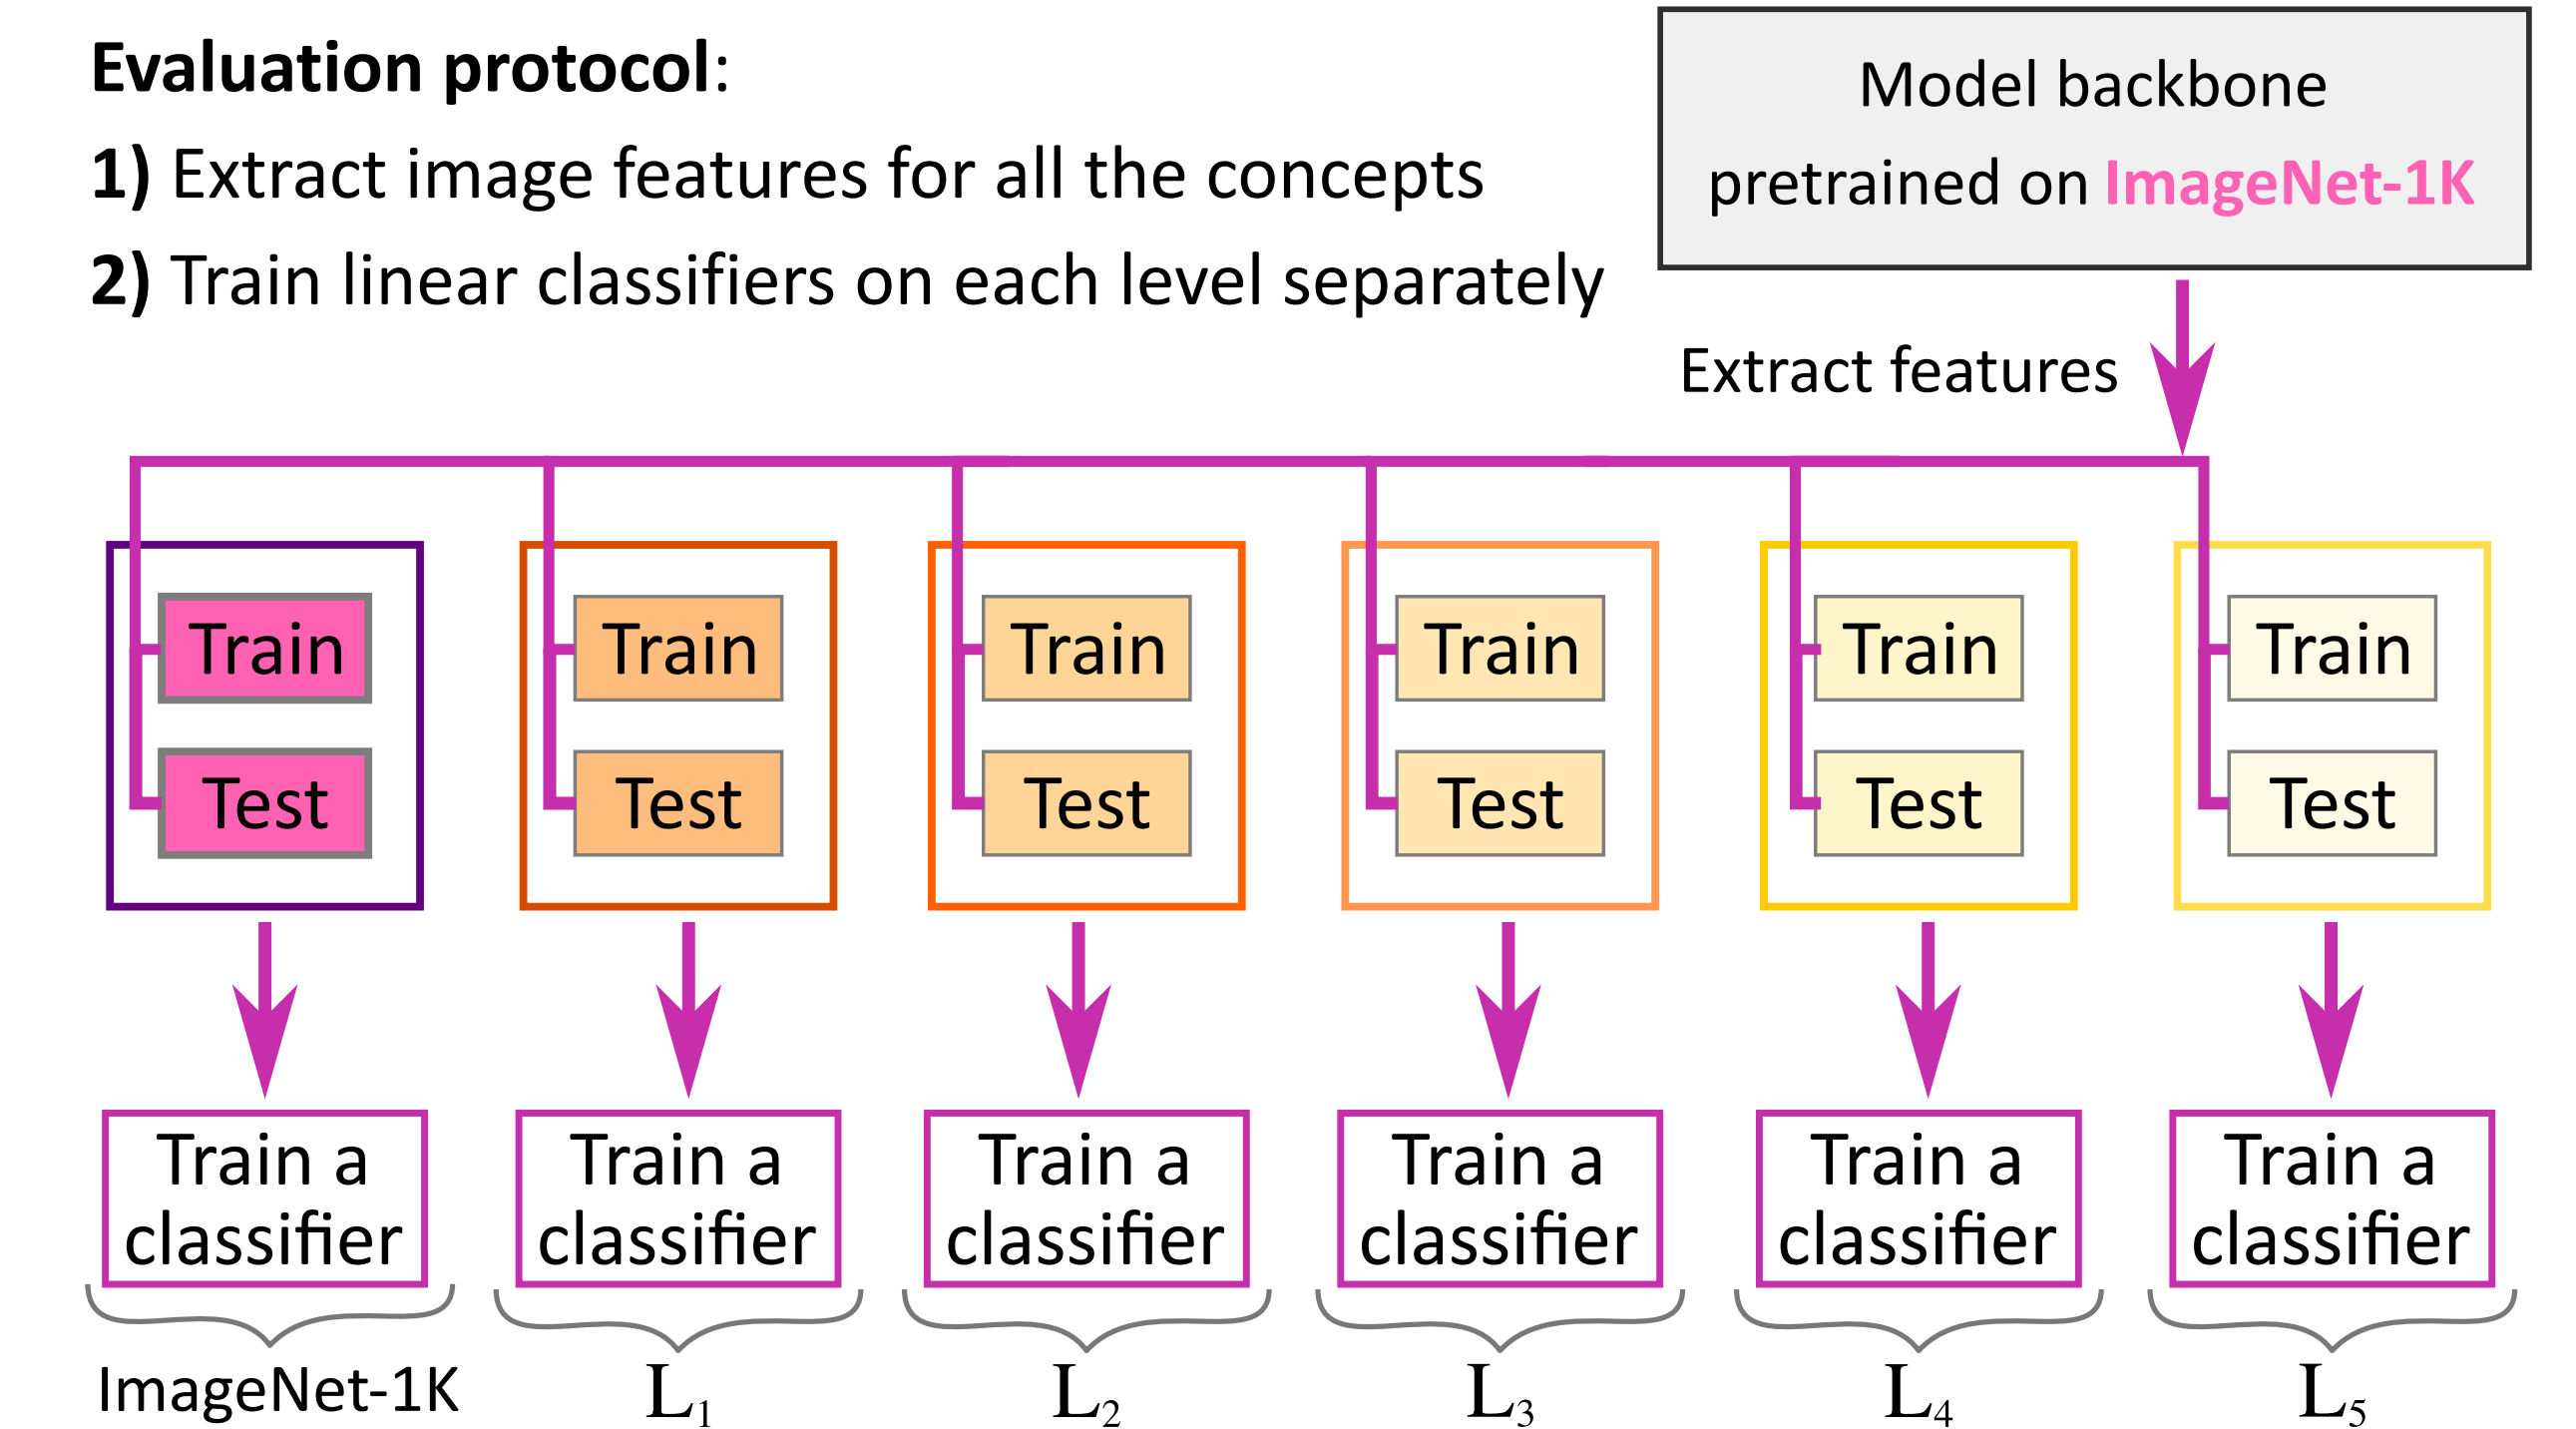 Evaluation protocol:
1) Extract image features for all the concepts
2) Train linear classifiers on each level separately
Model backbone
pretrained on ImageNet-1K
Extract features
Train Train Train Train Train Train
Test Test Test Test Test Test
Train a Train a Train a Train a Train a Train a
classifier classifier classifier classifier classifier classifier
ImageNet-1K L₁ L₂ L₃ L₄ L₅